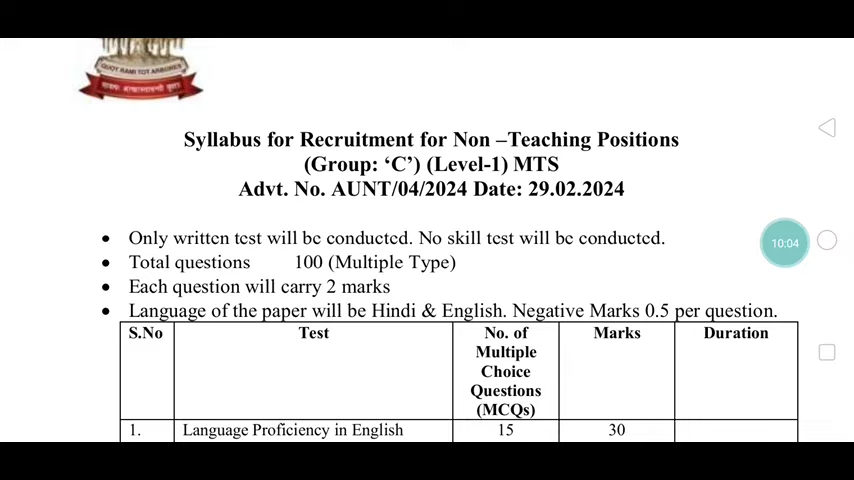 QUOT RAMI TOT ARBORES
Syllabus for Recruitment for Non –Teaching Positions
(Group: ‘C’) (Level-1) MTS
Advt. No. AUNT/04/2024 Date: 29.02.2024
• Only written test will be conducted. No skill test will be conducted.
• Total questions 100 (Multiple Type)
• Each question will carry 2 marks
• Language of the paper will be Hindi & English. Negative Marks 0.5 per question.
S.No Test No. of Marks Duration
Multiple
Choice
Questions
(MCQs)
1. Language Proficiency in English 15 30
10:04